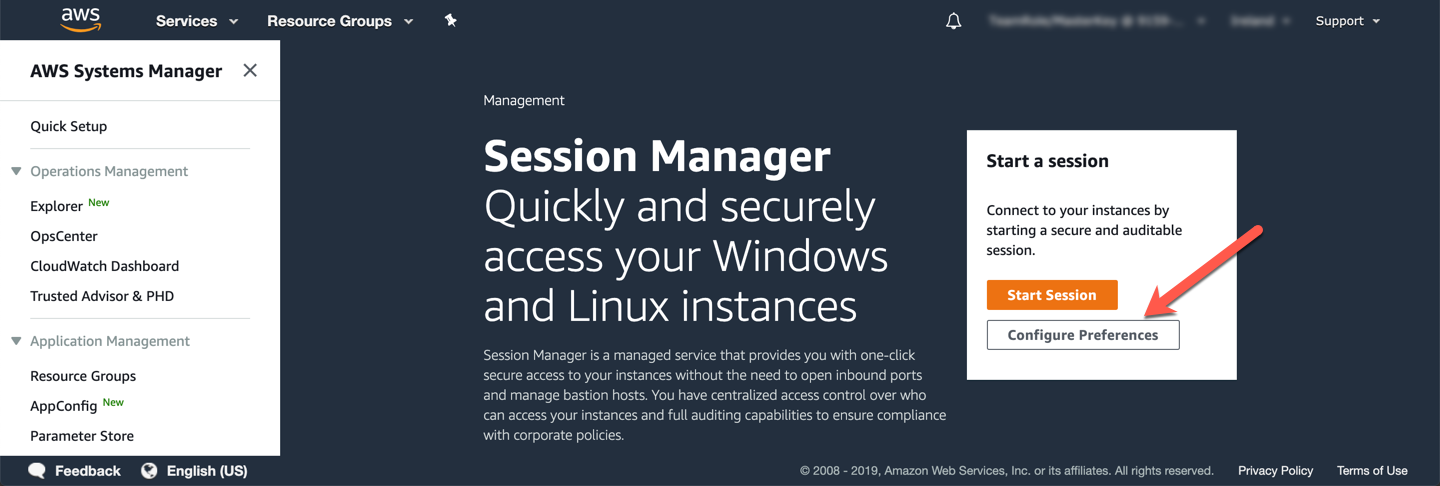 aws Services Resource Groups Support
AWS Systems Manager
Quick Setup
Operations Management
Explorer New
OpsCenter
CloudWatch Dashboard
Trusted Advisor & PHD
Application Management
Resource Groups
AppConfig New
Parameter Store
Management
Session Manager
Quickly and securely
access your Windows
and Linux instances
Session Manager is a managed service that provides you with one-click
secure access to your instances without the need to open inbound ports
and manage bastion hosts. You have centralized access control over who
can access your instances and full auditing capabilities to ensure compliance
with corporate policies.
Start a session
Connect to your instances by
starting a secure and auditable
session.
Start Session
Configure Preferences
Feedback English (US) © 2008 - 2019, Amazon Web Services, Inc. or its affiliates. All rights reserved. Privacy Policy Terms of Use